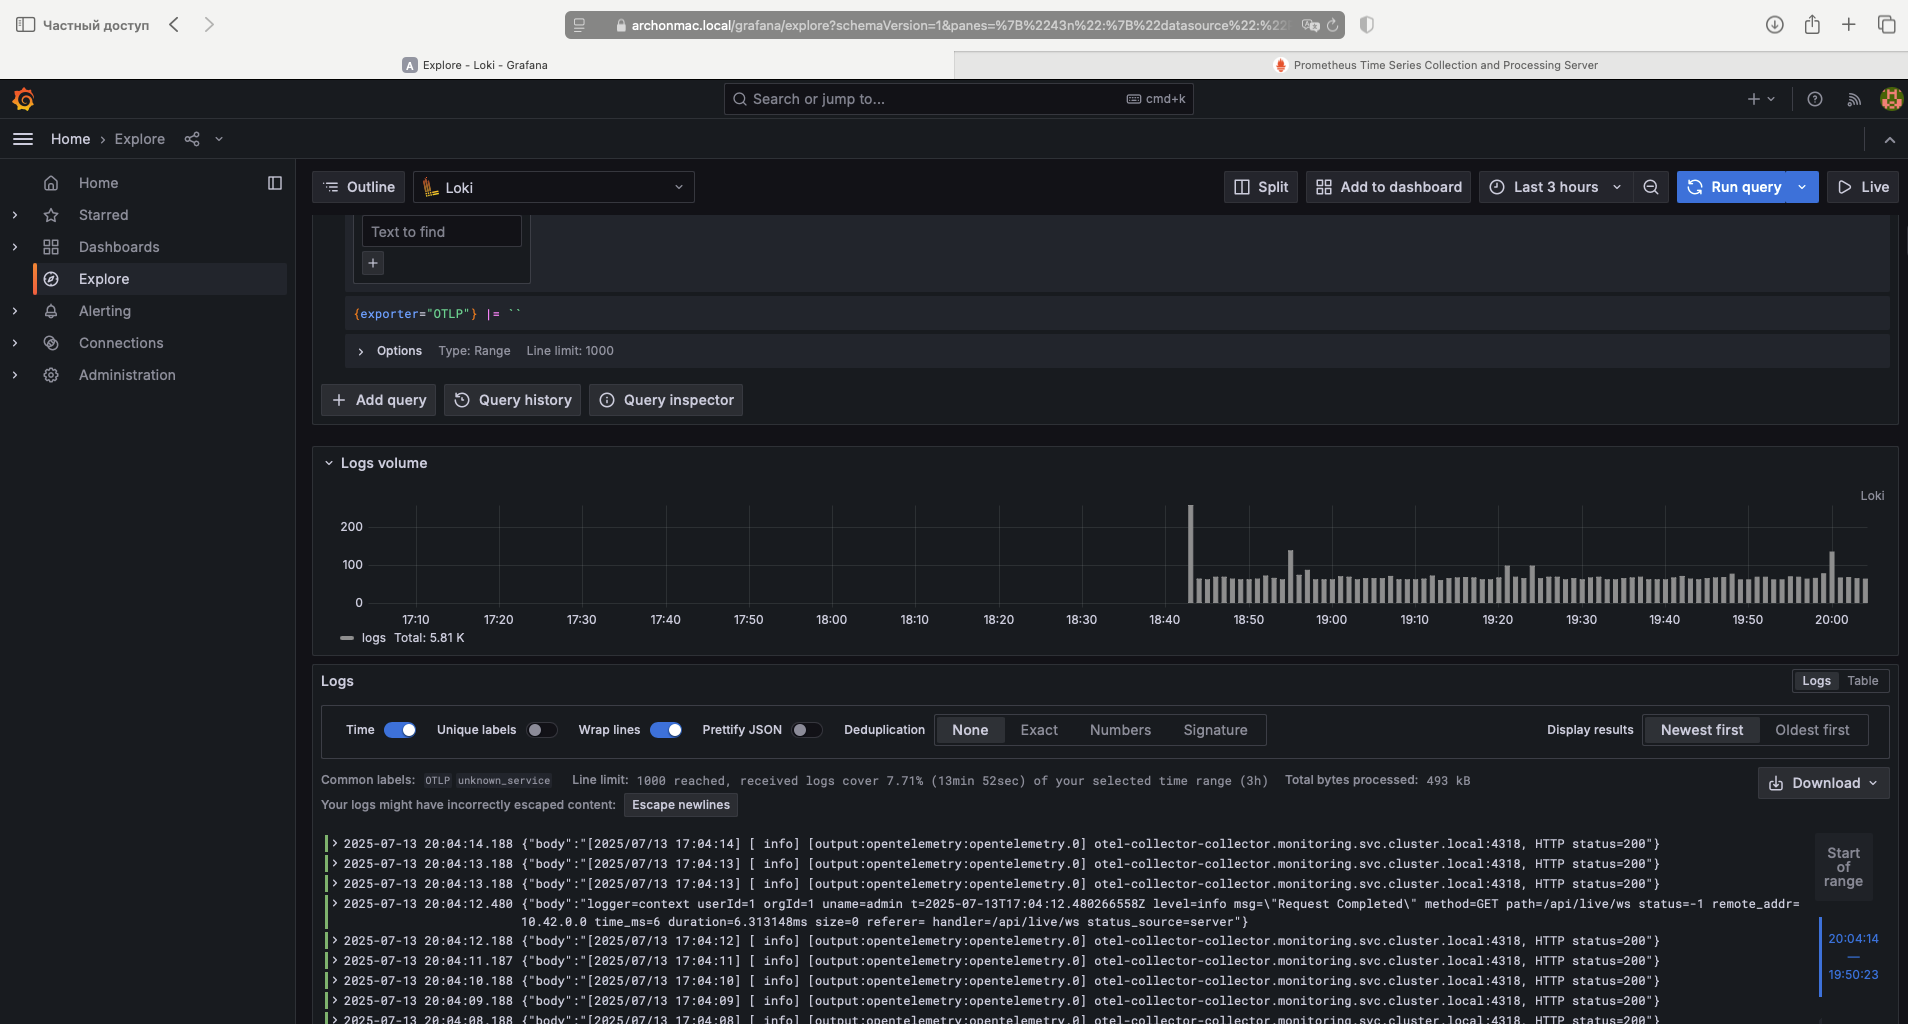 Частный доступ
archonmac.local/grafana/explore?schemaVersion=1&panes=%7B%2243n%22:%7B%22datasource%22:%22
Explore - Loki - Grafana
Prometheus Time Series Collection and Processing Server
Search or jump to...
cmd+k
Home › Explore
Home
Starred
Dashboards
Explore
Alerting
Connections
Administration
Outline
Loki
Split
Add to dashboard
Last 3 hours
Run query
Live
Text to find
{exporter="OTLP"} |= ``
Options Type: Range Line limit: 1000
Add query
Query history
Query inspector
Logs volume
Loki
200
100
0
17:10 17:20 17:30 17:40 17:50 18:00 18:10 18:20 18:30 18:40 18:50 19:00 19:10 19:20 19:30 19:40 19:50 20:00
logs Total: 5.81 K
Logs
Logs Table
Time Unique labels Wrap lines Prettify JSON Deduplication None Exact Numbers Signature Display results Newest first Oldest first
Common labels: OTLP unknown_service Line limit: 1000 reached, received logs cover 7.71% (13min 52sec) of your selected time range (3h) Total bytes processed: 493 kB
Download
Your logs might have incorrectly escaped content: Escape newlines
2025-07-13 20:04:14.188 {"body":"[2025/07/13 17:04:14] [ info] [output:opentelemetry:opentelemetry.0] otel-collector-collector.monitoring.svc.cluster.local:4318, HTTP status=200"}
2025-07-13 20:04:13.188 {"body":"[2025/07/13 17:04:13] [ info] [output:opentelemetry:opentelemetry.0] otel-collector-collector.monitoring.svc.cluster.local:4318, HTTP status=200"}
2025-07-13 20:04:13.188 {"body":"[2025/07/13 17:04:13] [ info] [output:opentelemetry:opentelemetry.0] otel-collector-collector.monitoring.svc.cluster.local:4318, HTTP status=200"}
2025-07-13 20:04:12.480 {"body":"logger=context userId=1 orgId=1 uname=admin t=2025-07-13T17:04:12.480266558Z level=info msg=\"Request Completed\" method=GET path=/api/live/ws status=-1 remote_addr=
10.42.0.0 time_ms=6 duration=6.313148ms size=0 referer= handler=/api/live/ws status_source=server"}
2025-07-13 20:04:12.188 {"body":"[2025/07/13 17:04:12] [ info] [output:opentelemetry:opentelemetry.0] otel-collector-collector.monitoring.svc.cluster.local:4318, HTTP status=200"}
2025-07-13 20:04:11.187 {"body":"[2025/07/13 17:04:11] [ info] [output:opentelemetry:opentelemetry.0] otel-collector-collector.monitoring.svc.cluster.local:4318, HTTP status=200"}
2025-07-13 20:04:10.188 {"body":"[2025/07/13 17:04:10] [ info] [output:opentelemetry:opentelemetry.0] otel-collector-collector.monitoring.svc.cluster.local:4318, HTTP status=200"}
2025-07-13 20:04:09.188 {"body":"[2025/07/13 17:04:09] [ info] [output:opentelemetry:opentelemetry.0] otel-collector-collector.monitoring.svc.cluster.local:4318, HTTP status=200"}
2025-07-13 20:04:08.188 {"body":"[2025/07/13 17:04:08] [ info] [output:opentelemetry:opentelemetry.0] otel-collector-collector.monitoring.svc.cluster.local:4318, HTTP status=200"}
Start
of
range
20:04:14
—
19:50:23